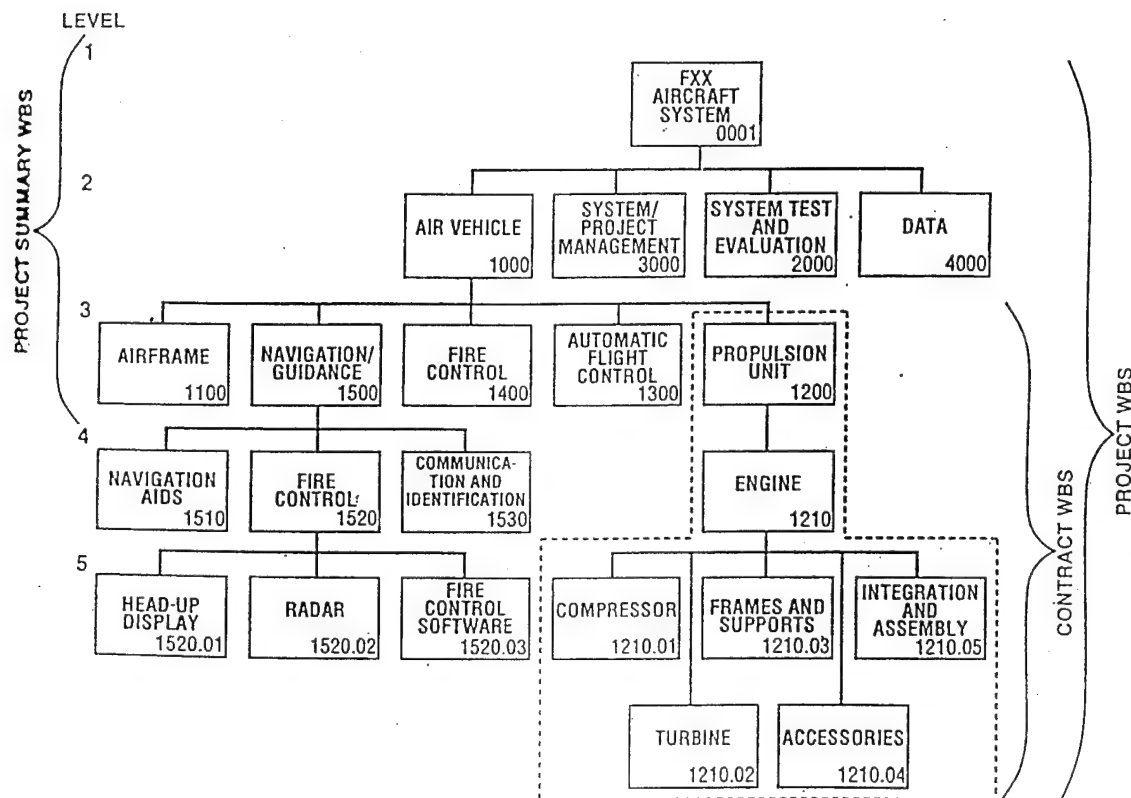 LEVEL
1
PROJECT SUMMARY WBS
FXX
AIRCRAFT
SYSTEM
0001
2
AIR VEHICLE
1000
SYSTEM/
PROJECT
MANAGEMENT
3000
SYSTEM TEST
AND
EVALUATION
2000
DATA
4000
3
AIRFRAME
1100
NAVIGATION/
GUIDANCE
1500
FIRE
CONTROL
1400
AUTOMATIC
FLIGHT
CONTROL
1300
PROPULSION
UNIT
1200
4
NAVIGATION
AIDS
1510
FIRE
CONTROL
1520
COMMUNICA-
TION AND
IDENTIFICATION
1530
ENGINE
1210
5
HEAD-UP
DISPLAY
1520.01
RADAR
1520.02
FIRE
CONTROL
SOFTWARE
1520.03
COMPRESSOR
1210.01
FRAMES AND
SUPPORTS
1210.03
INTEGRATION
AND
ASSEMBLY
1210.05
TURBINE
1210.02
ACCESSORIES
1210.04
CONTRACT WBS
PROJECT WBS